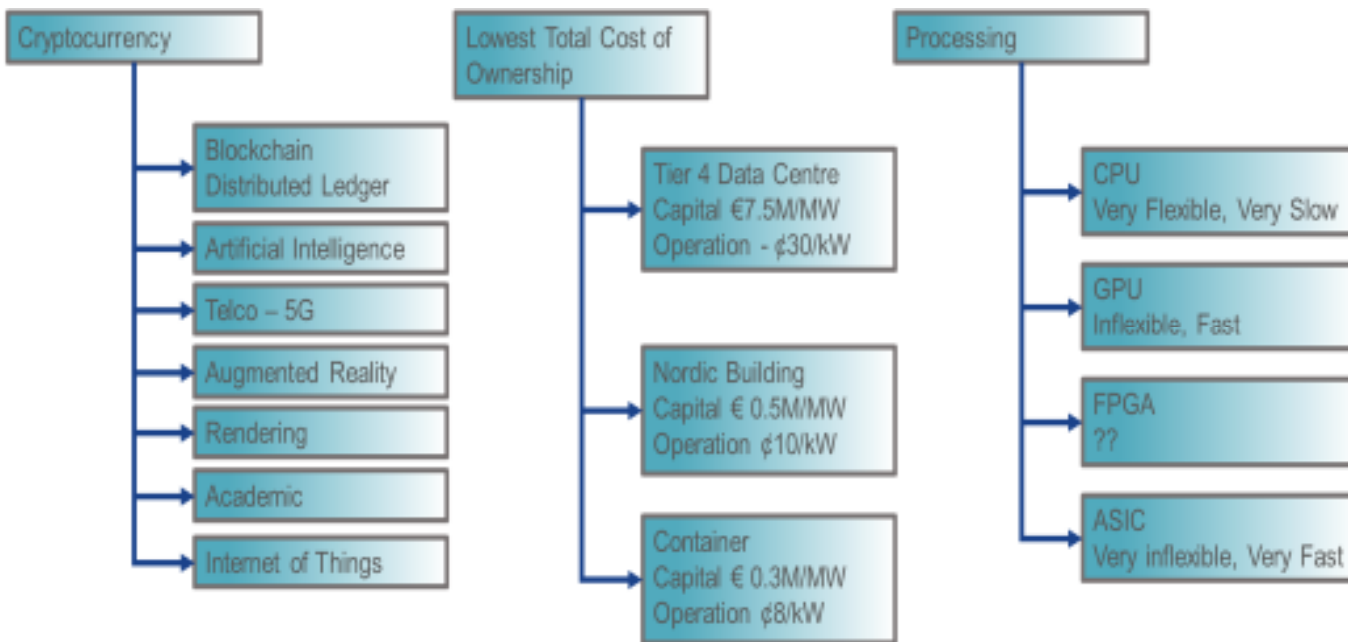 Cryptocurrency
Blockchain
Distributed Ledger
Artificial Intelligence
Telco – 5G
Augmented Reality
Rendering
Academic
Internet of Things
Lowest Total Cost of
Ownership
Tier 4 Data Centre
Capital €7.5M/MW
Operation - ¢30/kW
Nordic Building
Capital € 0.5M/MW
Operation ¢10/kW
Container
Capital € 0.3M/MW
Operation ¢8/kW
Processing
CPU
Very Flexible, Very Slow
GPU
Inflexible, Fast
FPGA
??
ASIC
Very inflexible, Very Fast